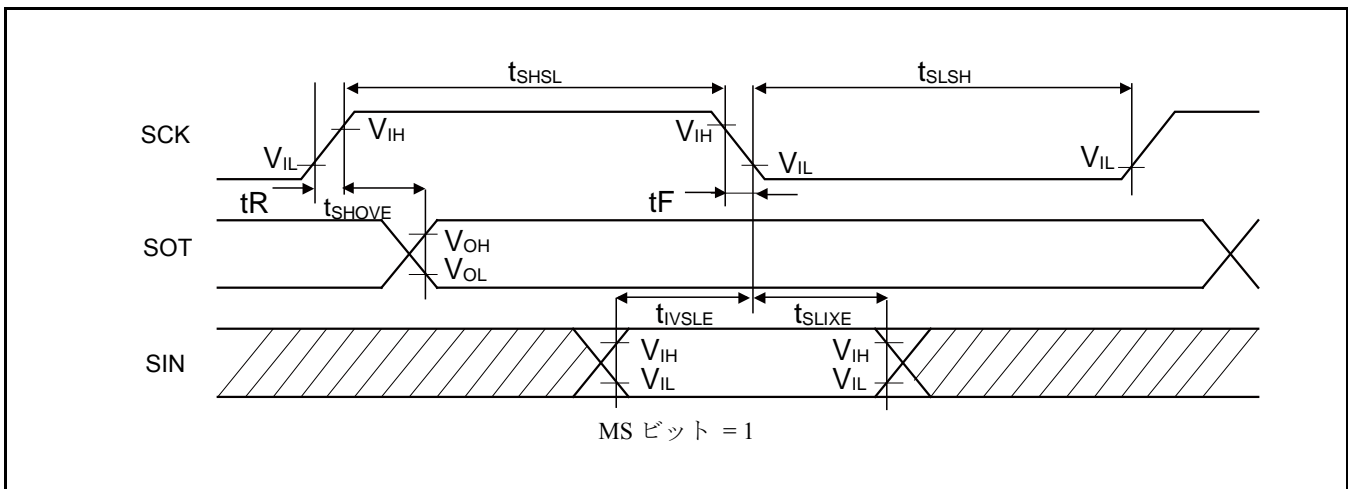 tSHSL
tSLSH
SCK
VIH
VIH
VIL
VIL
VIL
tR
tSHOVE
tF
SOT
VOH
VOL
tIVSLE
tSLIXE
SIN
VIH
VIH
VIL
VIL
MS ビット = 1